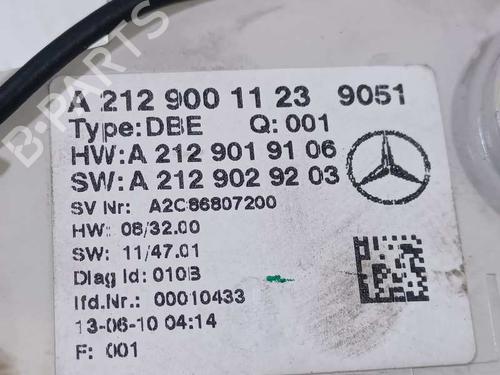 A 212 900 11 23 9051
Type: DBE Q: 001
HW: A 212 901 91 06
SW: A 212 902 92 03
SV Nr: A2C86807200
HW: 08/32.00
SW: 11/47.01
Diag Id: 010B
lfd.Nr.: 00010433
13-06-10 04:14
F: 001
B-PARTS